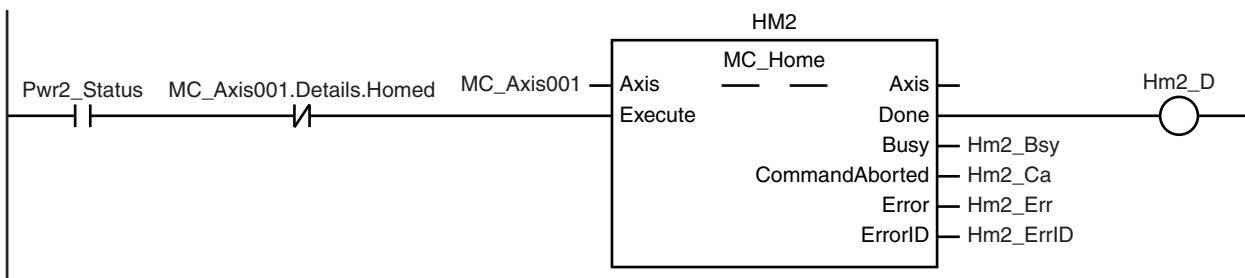 HM2
MC_Home
Pwr2_Status MC_Axis001.Details.Homed MC_Axis001 Axis Axis Hm2_D
Execute Done
Busy Hm2_Bsy
CommandAborted Hm2_Ca
Error Hm2_Err
ErrorID Hm2_ErrID